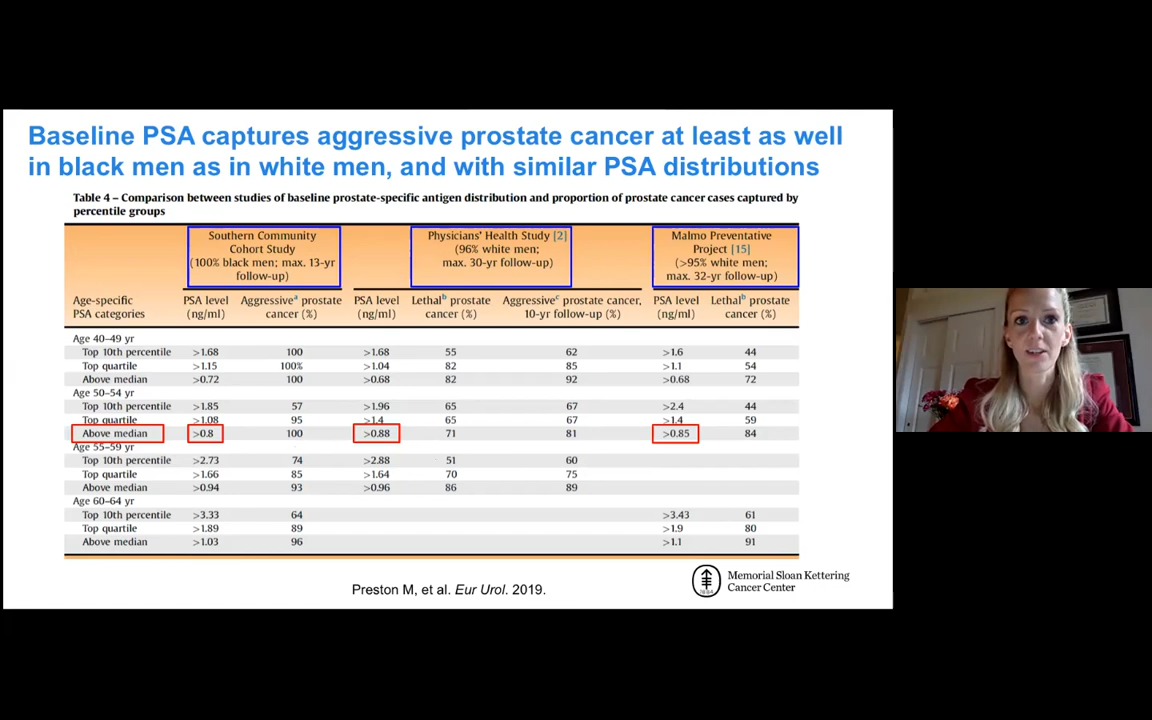 Baseline PSA captures aggressive prostate cancer at least as well
in black men as in white men, and with similar PSA distributions
Table 4 – Comparison between studies of baseline prostate-specific antigen distribution and proportion of prostate cancer cases captured by
percentile groups
Southern Community
Cohort Study
(100% black men; max. 13-yr
follow-up)
Physicians' Health Study [2]
(96% white men;
max. 30-yr follow-up)
Malmo Preventative
Project [15]
(>95% white men;
max. 32-yr follow-up)
Age-specific PSA level Aggressiveᵃ prostate PSA level Lethalᵇ prostate Aggressiveᶜ prostate cancer, PSA level Lethalᵇ prostate
PSA categories (ng/ml) cancer (%) (ng/ml) cancer (%) 10-yr follow-up (%) (ng/ml) cancer (%)
Age 40–49 yr
Top 10th percentile >1.68 100 >1.68 55 62 >1.6 44
Top quartile >1.15 100% >1.04 82 85 >1.1 54
Above median >0.72 100 >0.68 82 92 >0.68 72
Age 50–54 yr
Top 10th percentile >1.85 57 >1.96 65 67 >2.4 44
Top quartile >1.08 95 >1.4 65 67 >1.4 59
Above median >0.8 100 >0.88 71 81 >0.85 84
Age 55–59 yr
Top 10th percentile >2.73 74 >2.88 51 60
Top quartile >1.66 85 >1.64 70 75
Above median >0.94 93 >0.96 86 89
Age 60–64 yr
Top 10th percentile >3.33 64 >3.43 61
Top quartile >1.89 89 >1.9 80
Above median >1.03 96 >1.1 91
Preston M, et al. Eur Urol. 2019.
Memorial Sloan Kettering
Cancer Center